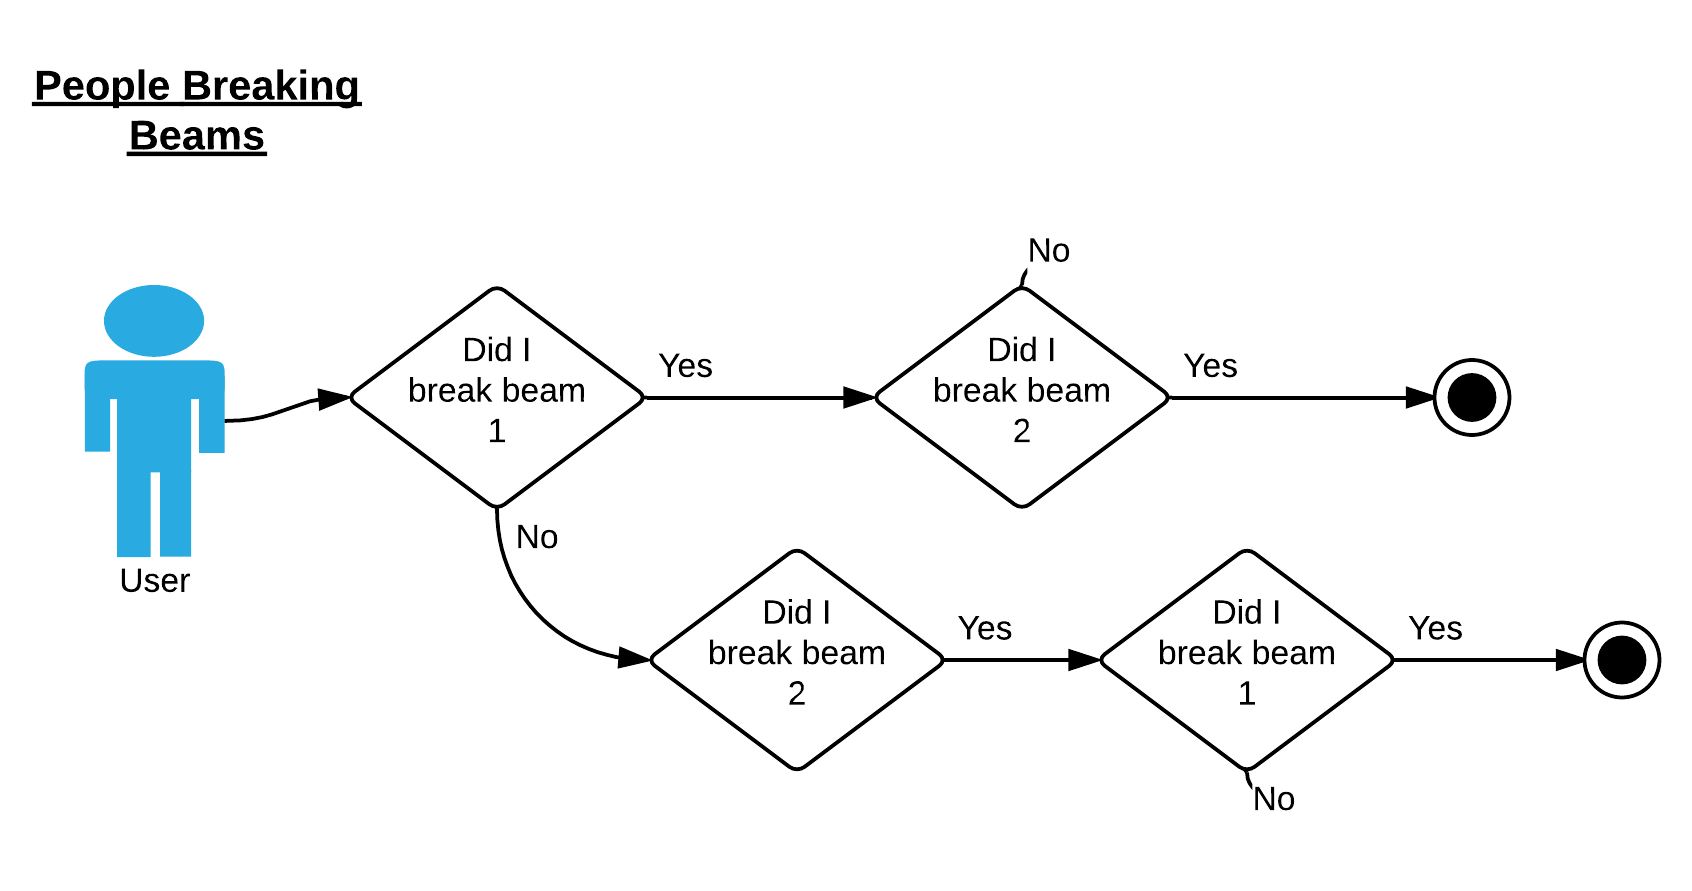 People Breaking
Beams
No
Did I
break beam
1
Yes
Did I
break beam
2
Yes
No
User
Did I
break beam
2
Yes
Did I
break beam
1
Yes
No